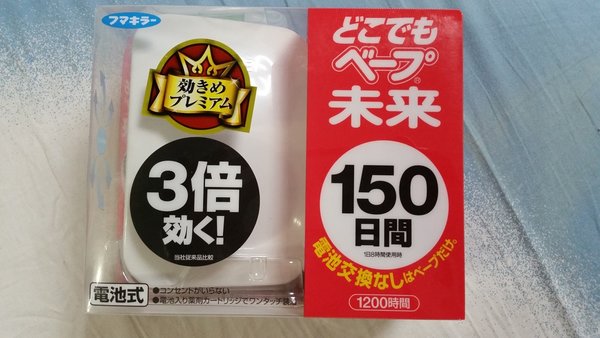 フマキラー
効きめ
プレミアム
3倍
効く!
当社従来品比較
電池式
●コンセントがいらない
●電池入り薬剤カートリッジでワンタッチ
どこでも
ベープ®
未来
150
日間
1日8時間使用時
電池交換なしはベープだけ。
1200時間